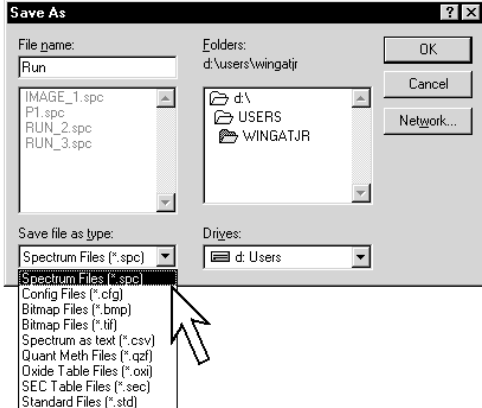 Save As
File name:
Run
IMAGE_1.spc
P1.spc
RUN_2.spc
RUN_3.spc
Folders:
d:\users\wingatjr
d:\
USERS
WINGATJR
OK
Cancel
Network...
Save file as type:
Spectrum Files (*.spc)
Drives:
d: Users
Spectrum Files (*.spc)
Config Files (*.cfg)
Bitmap Files (*.bmp)
Bitmap Files (*.tif)
Spectrum as text (*.csv)
Quant Meth Files (*.qzf)
Oxide Table Files (*.oxi)
SEC Table Files (*.sec)
Standard Files (*.std)